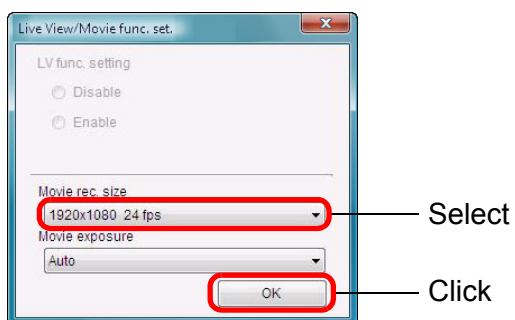 Live View/Movie func. set.
LV func. setting
Disable
Enable
Movie rec. size
1920x1080 24 fps
Select
Movie exposure
Auto
OK
Click